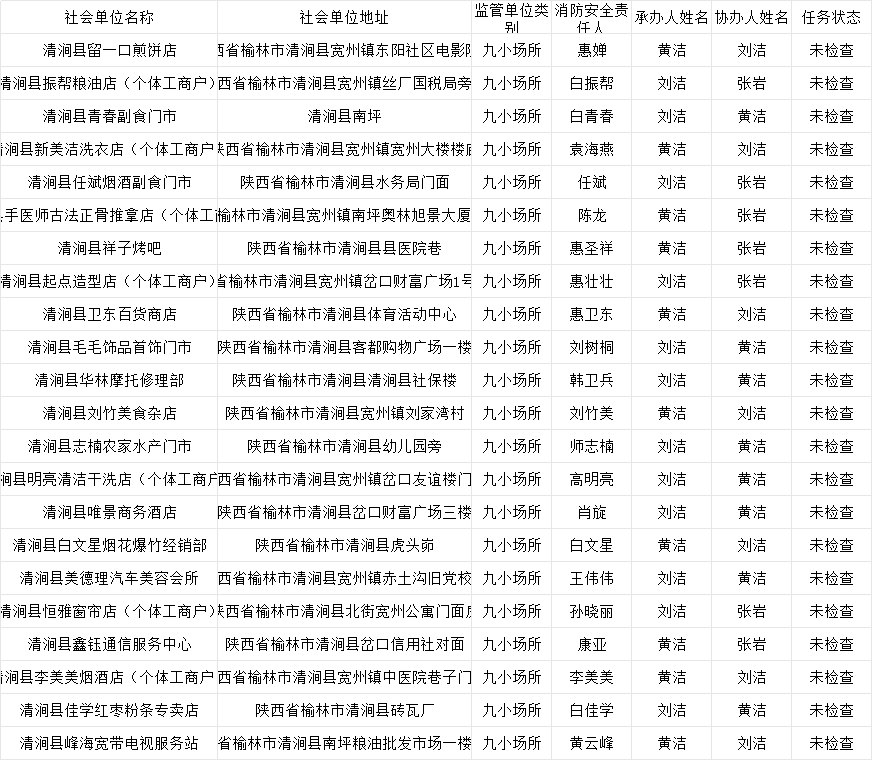 社会单位名称 社会单位地址 监管单位类别 消防安全责任人 承办人姓名 协办人姓名 任务状态
清涧县留一口煎饼店 西省榆林市清涧县宽州镇东阳社区电影院 九小场所 惠婵 黄洁 刘洁 未检查
清涧县振帮粮油店（个体工商户） 西省榆林市清涧县宽州镇丝厂国税局旁 九小场所 白振帮 刘洁 张岩 未检查
清涧县青春副食门市 清涧县南坪 九小场所 白青春 刘洁 黄洁 未检查
清涧县新美洁洗衣店（个体工商户 陕西省榆林市清涧县宽州镇宽州大楼楼底 九小场所 袁海燕 黄洁 刘洁 未检查
清涧县任斌烟酒副食门市 陕西省榆林市清涧县水务局门面 九小场所 任斌 刘洁 张岩 未检查
手医师古法正骨推拿店（个体工商 榆林市清涧县宽州镇南坪奥林旭景大厦 九小场所 陈龙 黄洁 张岩 未检查
清涧县祥子烤吧 陕西省榆林市清涧县县医院巷 九小场所 惠圣祥 黄洁 张岩 未检查
清涧县起点造型店（个体工商户） 省榆林市清涧县宽州镇岔口财富广场1号 九小场所 惠壮壮 刘洁 张岩 未检查
清涧县卫东百货商店 陕西省榆林市清涧县体育活动中心 九小场所 惠卫东 黄洁 刘洁 未检查
清涧县毛毛饰品首饰门市 陕西省榆林市清涧县客都购物广场一楼 九小场所 刘树桐 刘洁 黄洁 未检查
清涧县华林摩托修理部 陕西省榆林市清涧县清涧县社保楼 九小场所 韩卫兵 刘洁 黄洁 未检查
清涧县刘竹美食杂店 陕西省榆林市清涧县宽州镇刘家湾村 九小场所 刘竹美 黄洁 刘洁 未检查
清涧县志楠农家水产门市 陕西省榆林市清涧县幼儿园旁 九小场所 师志楠 刘洁 黄洁 未检查
涧县明亮清洁干洗店（个体工商户 西省榆林市清涧县宽州镇岔口友谊楼门 九小场所 高明亮 刘洁 黄洁 未检查
清涧县唯景商务酒店 陕西省榆林市清涧县岔口财富广场三楼 九小场所 肖旋 刘洁 黄洁 未检查
清涧县白文星烟花爆竹经销部 陕西省榆林市清涧县虎头峁 九小场所 白文星 黄洁 刘洁 未检查
清涧县美德理汽车美容会所 西省榆林市清涧县宽州镇赤土沟旧党校 九小场所 王伟伟 刘洁 黄洁 未检查
清涧县恒雅窗帘店（个体工商户） 陕西省榆林市清涧县北街宽州公寓门面房 九小场所 孙晓丽 刘洁 张岩 未检查
清涧县鑫钰通信服务中心 陕西省榆林市清涧县岔口信用社对面 九小场所 康亚 黄洁 张岩 未检查
清涧县李美美烟酒店（个体工商户 西省榆林市清涧县宽州镇中医院巷子门 九小场所 李美美 黄洁 刘洁 未检查
清涧县佳学红枣粉条专卖店 陕西省榆林市清涧县砖瓦厂 九小场所 白佳学 刘洁 黄洁 未检查
清涧县峰海宽带电视服务站 省榆林市清涧县南坪粮油批发市场一楼 九小场所 黄云峰 黄洁 刘洁 未检查